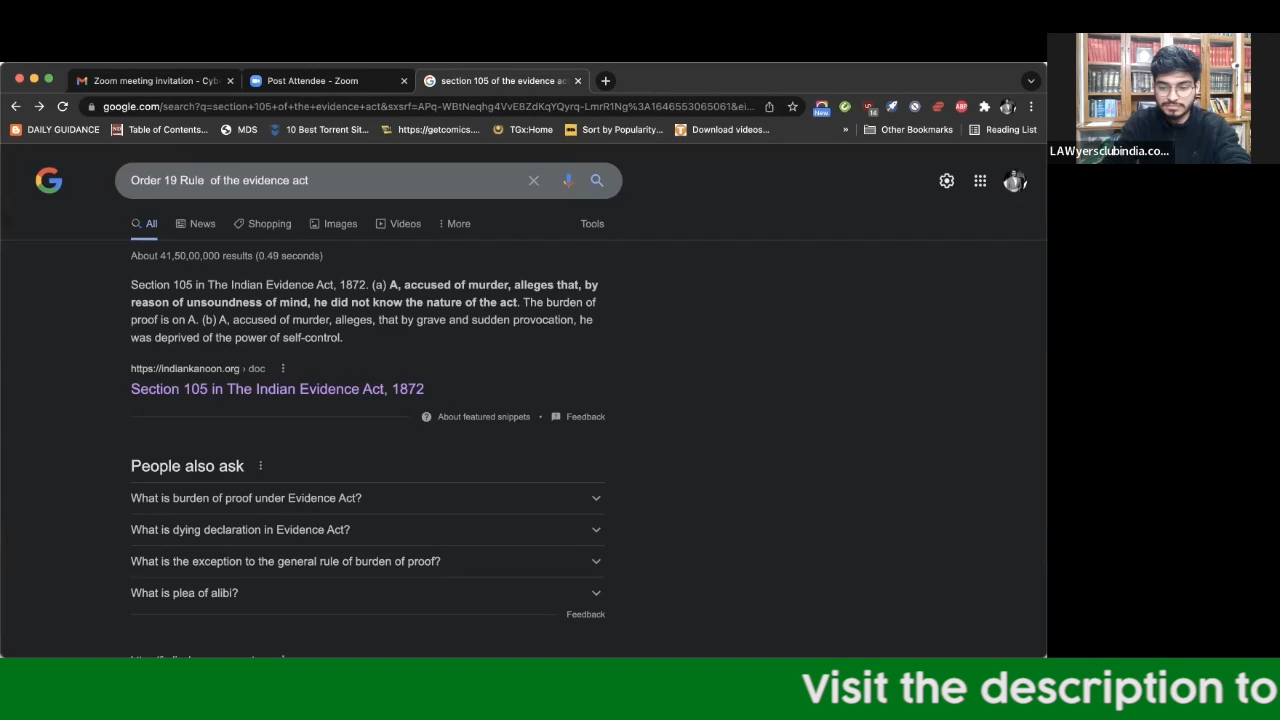 Zoom meeting invitation - Cyb
Post Attendee - Zoom
section 105 of the evidence ac
google.com/search?q=section+105+of+the+evidence+act&sxsrf=APq-WBtNeMgrg4VVcBZdKqYQyrq-LmrR1Ng%3A1646553065061&ei...
New
14
ABP
DAILY GUIDANCE
Table of Contents...
MDS
10 Best Torrent Sit...
https://getcomics....
TGx:Home
Sort by Popularity...
Download videos...
»
Other Bookmarks
Reading List
LAWyersclubindia.co...
Order 19 Rule of the evidence act
All
News
Shopping
Images
Videos
More
Tools
About 41,50,00,000 results (0.49 seconds)
Section 105 in The Indian Evidence Act, 1872. (a) A, accused of murder, alleges that, by
reason of unsoundness of mind, he did not know the nature of the act. The burden of
proof is on A. (b) A, accused of murder, alleges, that by grave and sudden provocation, he
was deprived of the power of self-control.
https://indiankanoon.org › doc
Section 105 in The Indian Evidence Act, 1872
About featured snippets • Feedback
People also ask
What is burden of proof under Evidence Act?
What is dying declaration in Evidence Act?
What is the exception to the general rule of burden of proof?
What is plea of alibi?
Feedback
Visit the description to